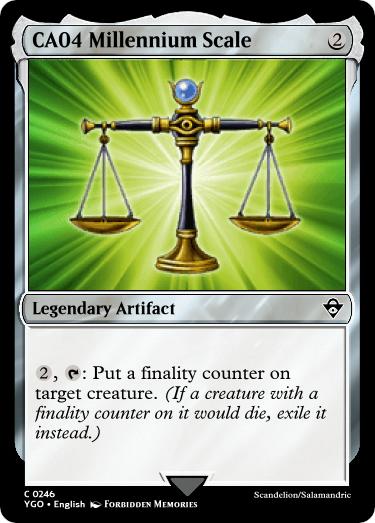 CA04 Millennium Scale 2
Legendary Artifact
2, : Put a finality counter on
target creature. (If a creature with a
finality counter on it would die, exile it
instead.)
C 0246
YGO • English Forbidden Memories
Scandelion/Salamandric